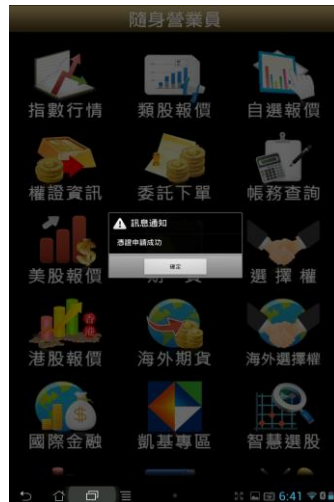 隨身營業員
指數行情
類股報價
自選報價
權證資訊
委託下單
帳務查詢
訊息通知
憑證申請成功
確定
美股報價
選擇權
香港
港股報價
海外期貨
海外選擇權
國際金融
凱基專區
智慧選股
6:41